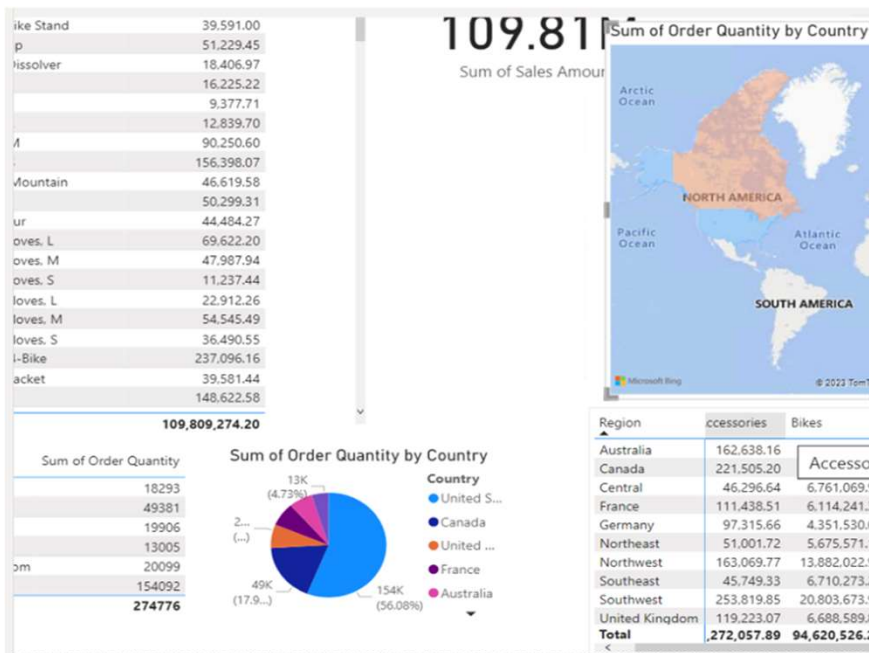 ike Stand 39,591.00
p 51,229.45
Dissolver 18,406.97
16,225.22
9,377.71
12,839.70
M 90,250.60
156,398.07
Mountain 46,619.58
50,299.31
ur 44,484.27
oves, L 69,622.20
oves, M 47,987.94
oves, S 11,237.44
loves, L 22,912.26
loves, M 54,545.49
loves, S 36,490.55
-Bike 237,096.16
acket 39,581.44
148,622.58
109,809,274.20
109.81M
Sum of Sales Amour
Sum of Order Quantity by Country
Arctic
Ocean
NORTH AMERICA
Pacific
Ocean
Atlantic
Ocean
SOUTH AMERICA
Microsoft Bing
© 2023 TomT
Sum of Order Quantity
18293
49381
19906
13005
om 20099
154092
274776
Sum of Order Quantity by Country
13K
(4.73%)
2...
(...)
49K
(17.9...)
154K
(56.08%)
Country
United S...
Canada
United ...
France
Australia
Region ccessories Bikes
Australia 162,638.16
Canada 221,505.20
Accesso
Central 46,296.64 6,761,069.
France 111,438.51 6,114,241.
Germany 97,315.66 4,351,530.
Northeast 51,001.72 5,675,571.
Northwest 163,069.77 13,882,022.
Southeast 45,749.33 6,710,273.
Southwest 253,819.85 20,803,673.
United Kingdom 119,223.07 6,688,589.
Total ,272,057.89 94,620,526.